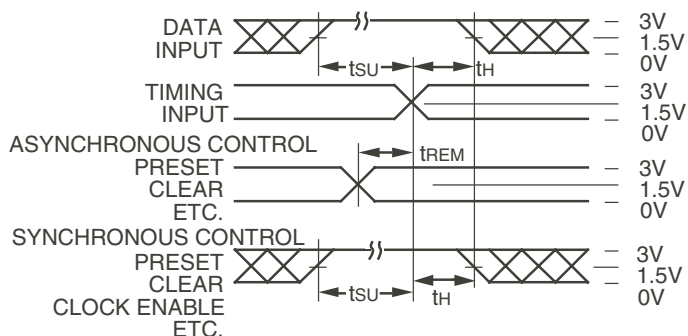 DATA
INPUT
3V
1.5V
0V
tSU
tH
TIMING
INPUT
3V
1.5V
0V
ASYNCHRONOUS CONTROL
PRESET
CLEAR
ETC.
tREM
3V
1.5V
0V
SYNCHRONOUS CONTROL
PRESET
CLEAR
CLOCK ENABLE
ETC.
tSU
tH
3V
1.5V
0V